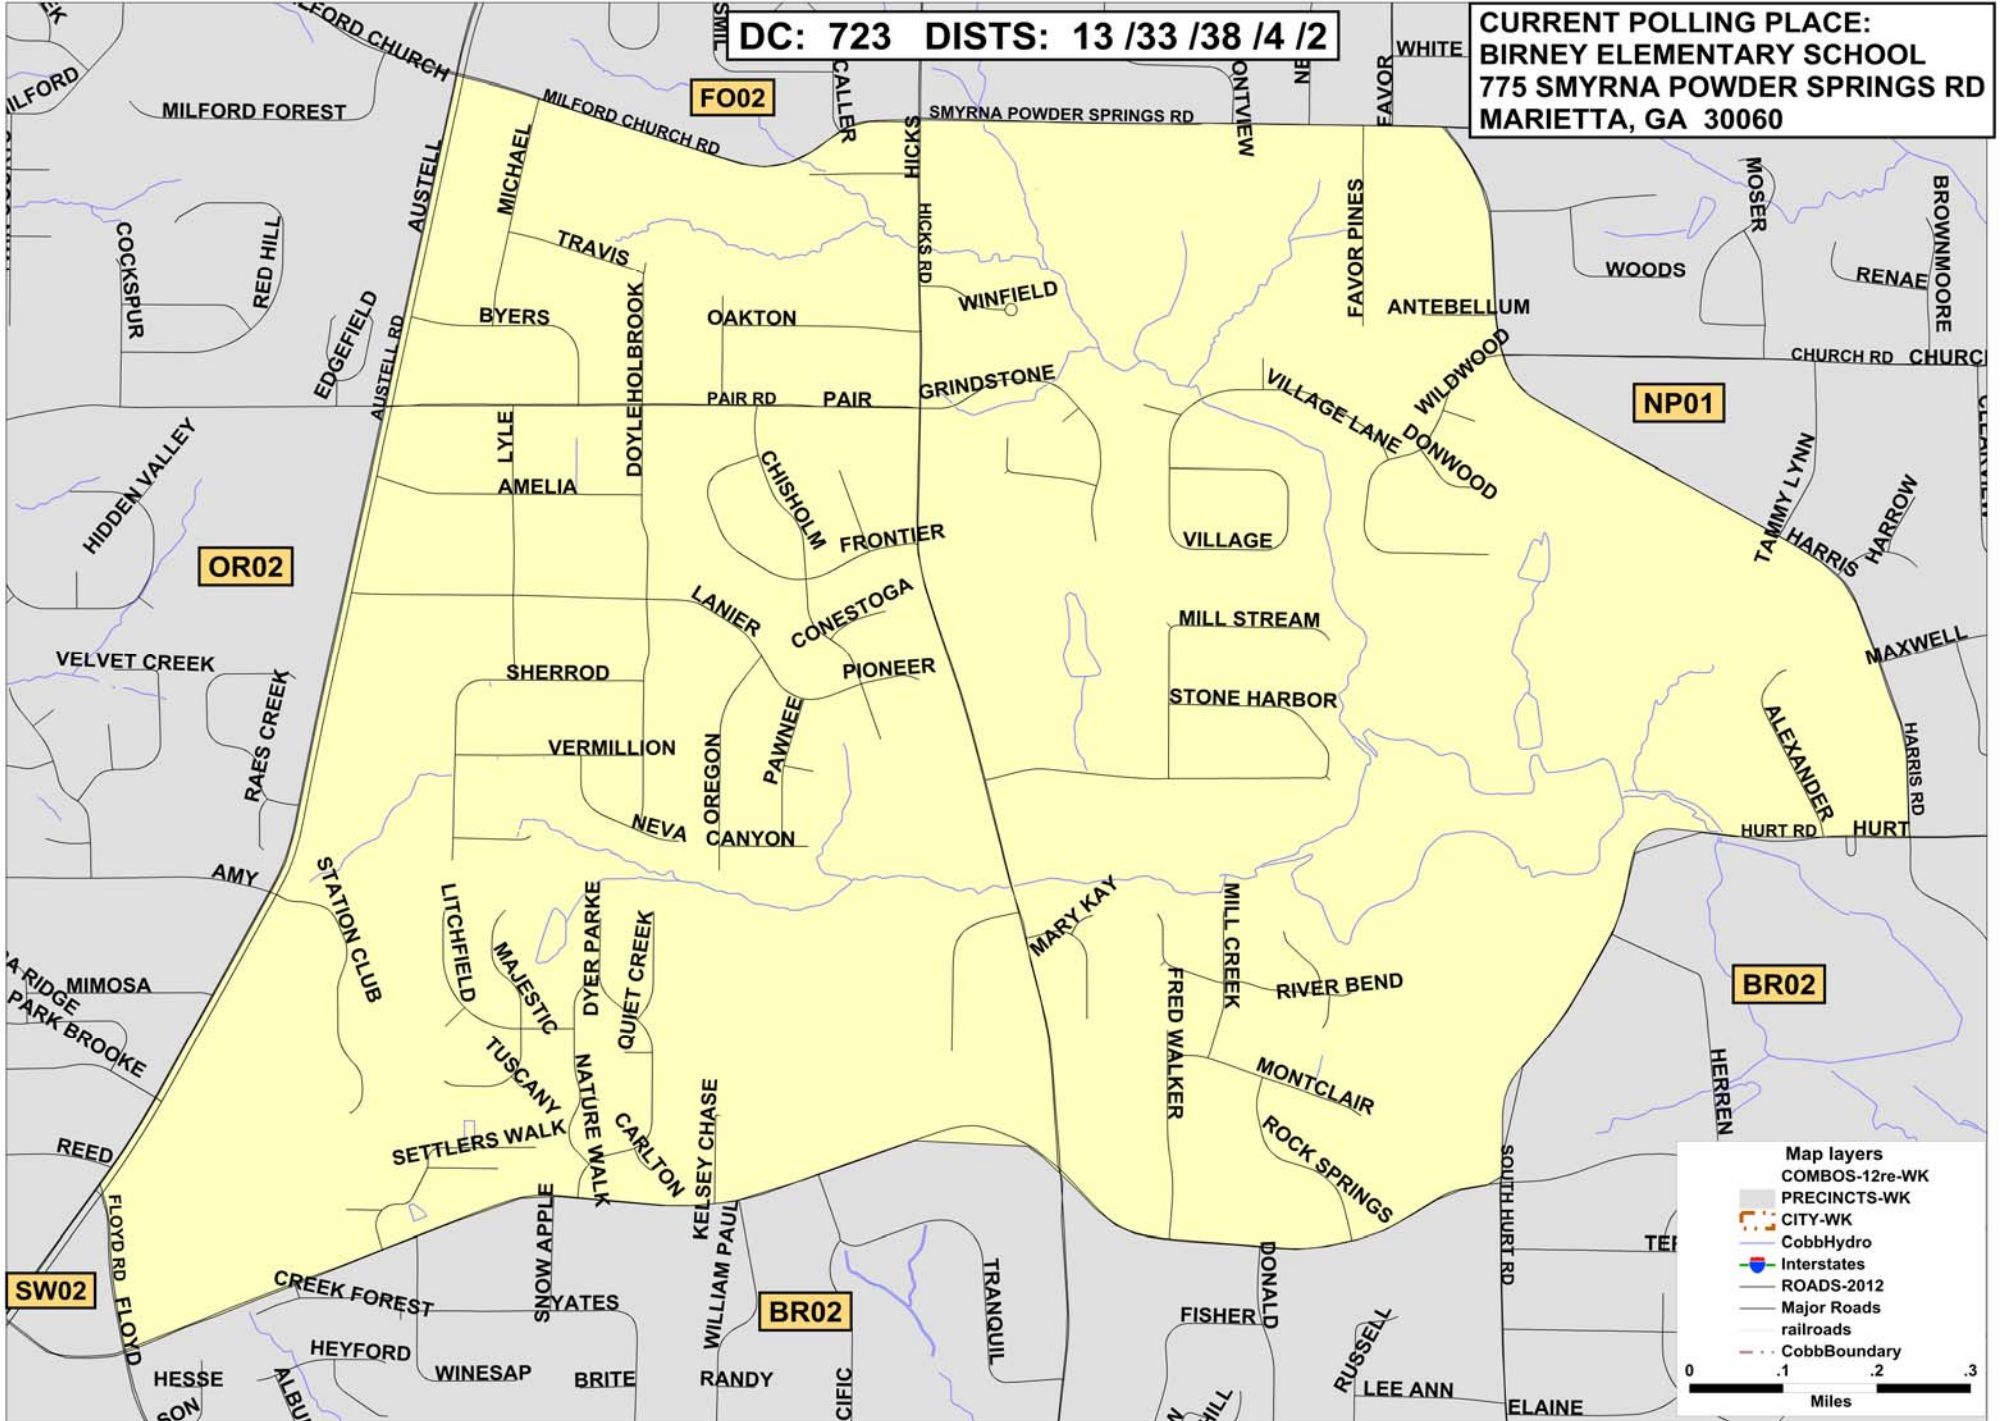 DC: 723 DISTS: 13 /33 /38 /4 /2
CURRENT POLLING PLACE:
BIRNEY ELEMENTARY SCHOOL
775 SMYRNA POWDER SPRINGS RD
MARIETTA, GA 30060
WHITE
FAVOR
CALLER
MILFORD FOREST
FO02
MILFORD CHURCH RD
SMYRNA POWDER SPRINGS RD
HICKS
AUSTELL
MICHAEL
COCKSPUR
RED HILL
TRAVIS
HICKS RD
FAVOR PINES
MOSER
BROWNMOORE
WOODS
RENAE
EDGEFIELD
AUSTELL RD
BYERS
DOYLEHOLBROOK
OAKTON
WINFIELD
ANTEBELLUM
WILDWOOD
CHURCH RD
PAIR RD
PAIR
GRINDSTONE
VILLAGE LANE
DONWOOD
NP01
HIDDEN VALLEY
LYLE
AMELIA
CHISHOLM
FRONTIER
VILLAGE
TAMMY LYNN
HARRIS
HARROW
OR02
LANIER
CONESTOGA
MILL STREAM
MAXWELL
VELVET CREEK
SHERROD
PIONEER
STONE HARBOR
RAES CREEK
VERMILLION
OREGON
PAWNEE
ALEXANDER
HARRIS RD
NEVA
CANYON
HURT RD
HURT
AMY
STATION CLUB
LITCHFIELD
MAJESTIC
DYER PARKE
QUIET CREEK
MARY KAY
MILL CREEK
RIVER BEND
FRED WALKER
BR02
MIMOSA
PARK BROOKE
TUSCANY
NATURE WALK
MONTCLAIR
HERREN
REED
SETTLERS WALK
CARLTON
KELSEY CHASE
ROCK SPRINGS
SOUTH HURT RD
FLOYD RD
FLOYD
SW02
CREEK FOREST
SNOW APPLE
YATES
WILLIAM PAUL
BR02
TRANQUIL
FISHER
DONALD
RUSSELL
HEYFORD
HESSE
WINESAP
BRITE
RANDY
LEE ANN
ELAINE
Map layers
COMBOS-12re-WK
PRECINCTS-WK
CITY-WK
CobbHydro
Interstates
ROADS-2012
Major Roads
railroads
CobbBoundary
0 .1 .2 .3
Miles